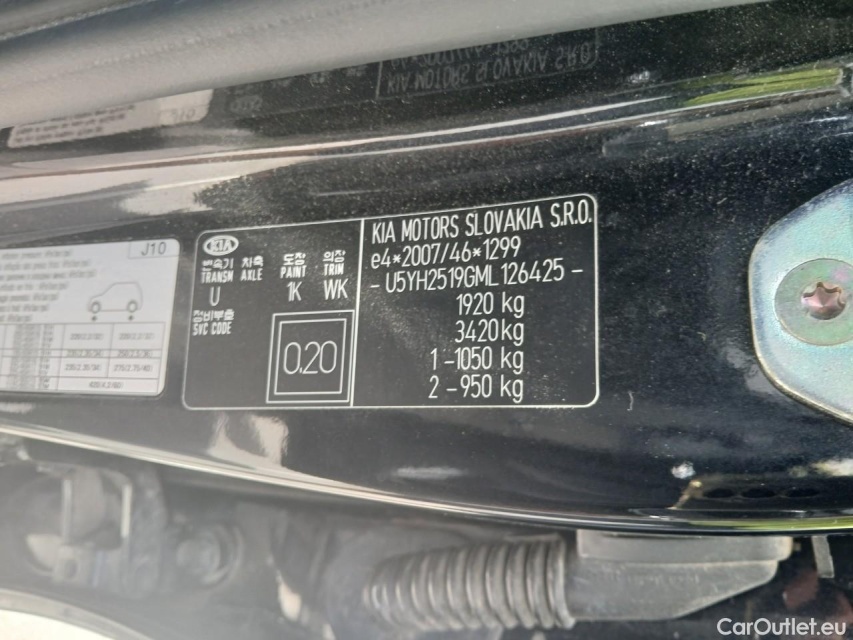 J10
KIA
변속기 차축 도장 의장
TRANSM AXLE PAINT TRIM
U 1K WK
정비부호
SVC CODE
0.20
KIA MOTORS SLOVAKIA S.R.O.
e4*2007/46*1299
- U5YH2519GML126425 -
1920 kg
3420 kg
1 - 1050 kg
2 - 950 kg
CarOutlet.eu